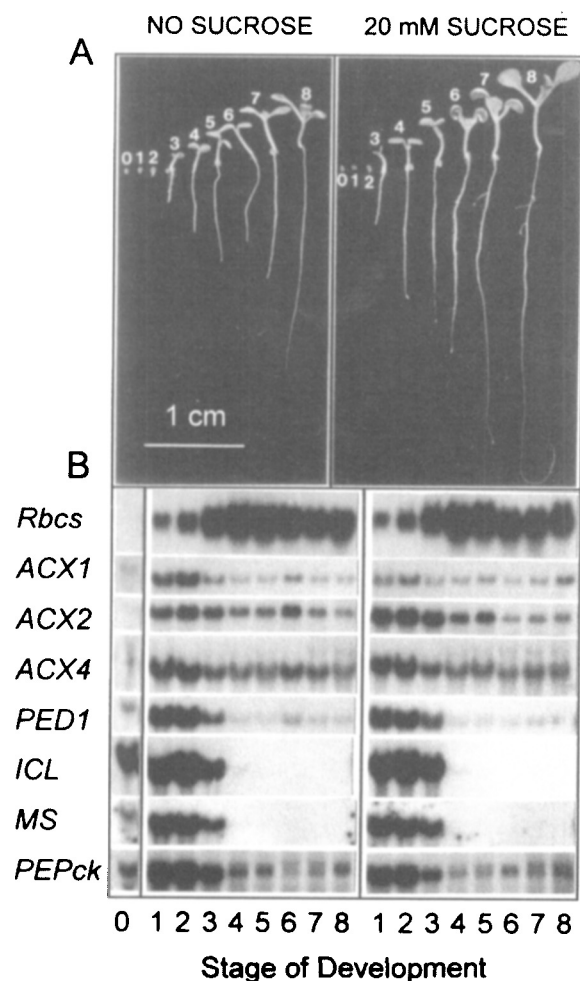 NO SUCROSE 20 mM SUCROSE
A
0 1 2 3 4 5 6 7 8
0 1 2 3 4 5 6 7 8
1 cm
B
Rbcs
ACX1
ACX2
ACX4
PED1
ICL
MS
PEPck
0 1 2 3 4 5 6 7 8 1 2 3 4 5 6 7 8
Stage of Development